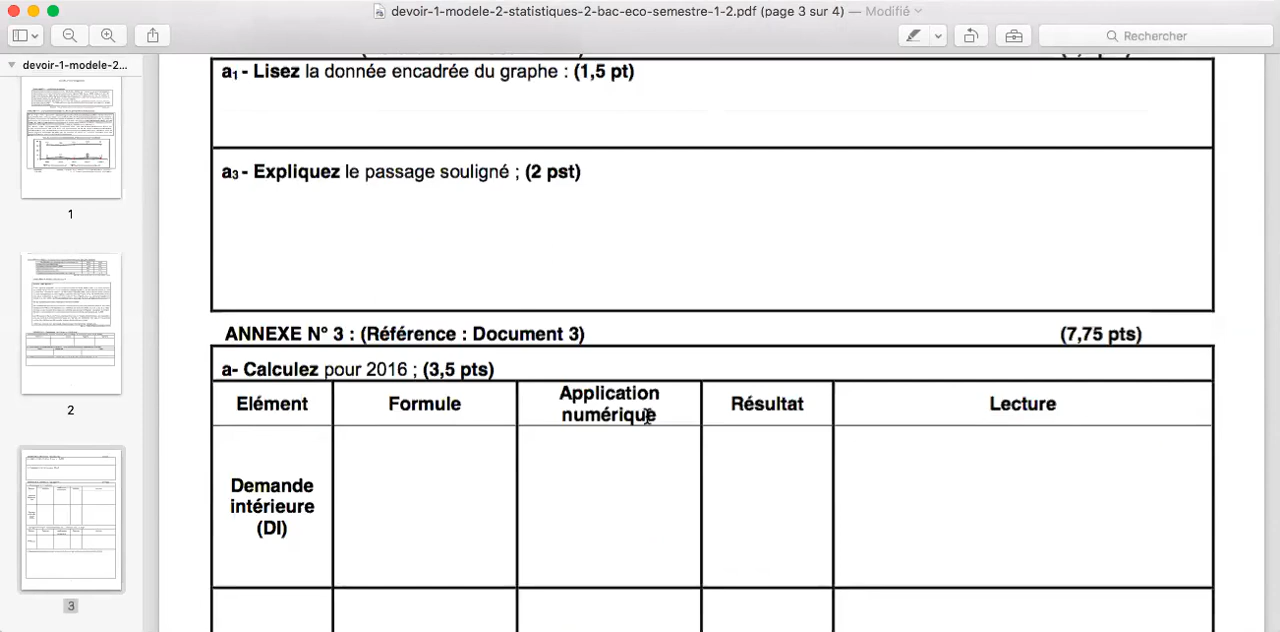 devoir-1-modele-2-statistiques-2-bac-eco-semestre-1-2.pdf (page 3 sur 4) — Modifié
Rechercher
devoir-1-modele-2...
a1 - Lisez la donnée encadrée du graphe : (1,5 pt)
a3 - Expliquez le passage souligné ; (2 pst)
1
ANNEXE N° 3 : (Référence : Document 3) (7,75 pts)
a- Calculez pour 2016 ; (3,5 pts)
Elément Formule Application numérique Résultat Lecture
2
Demande
intérieure
(DI)
3